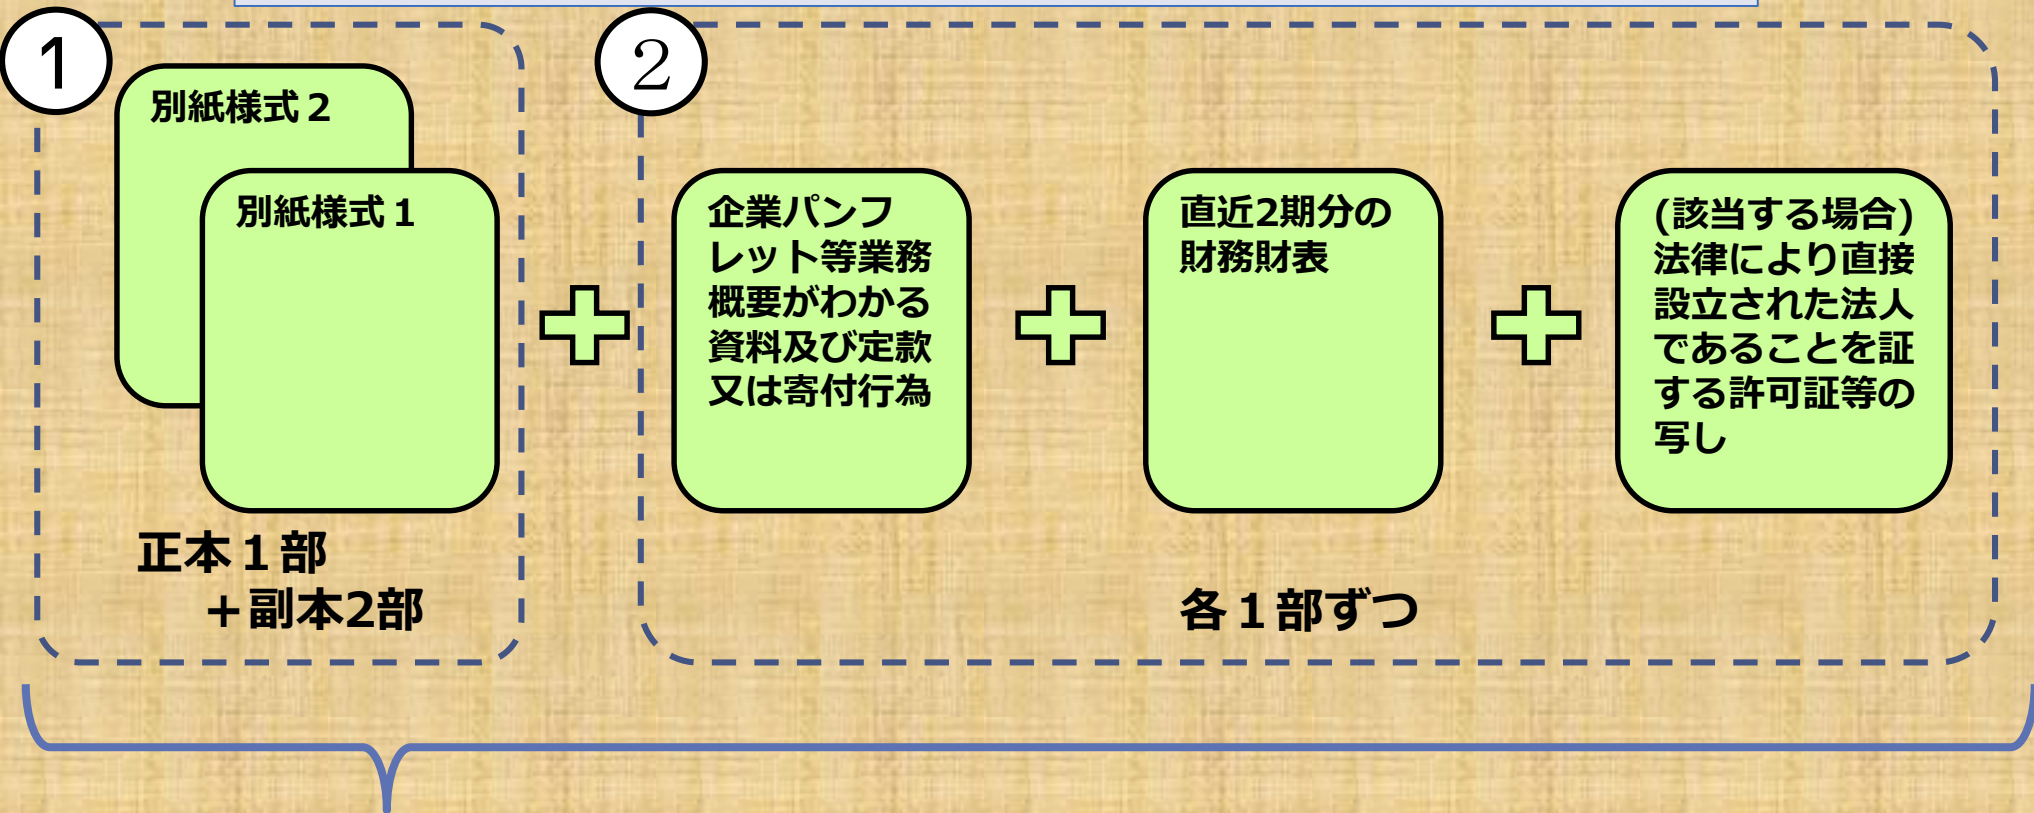 1
別紙様式２
別紙様式１
正本１部
＋副本2部
2
企業パンフ
レット等業務
概要がわかる
資料及び定款
又は寄付行為
直近2期分の
財務財表
(該当する場合)
法律により直接
設立された法人
であることを証
する許可証等の
写し
各１部ずつ